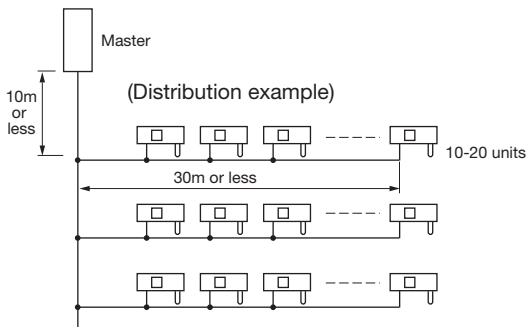 Master
10m
or
less
(Distribution example)
10-20 units
30m or less